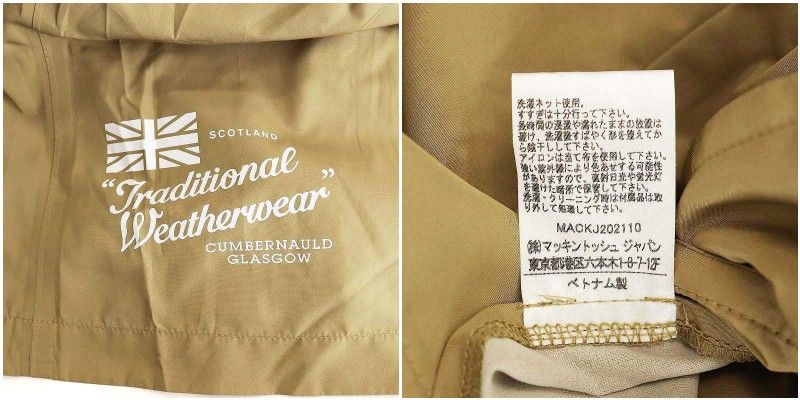 SCOTLAND
“Traditional
Weatherwear”
CUMBERNAULD
GLASGOW
洗濯ネット使用。
すすぎは十分行って下さい。
長時間の浸漬や濡れたままの放置は
避け、洗濯後すばやく形を整えてか
ら陰干しして下さい。
アイロンは当て布を使用して下さい。
強い紫外線により色あせする可能性
がありますので、直射日光や蛍光灯
を避けた暗所で保管して下さい。
洗濯・クリーニング時は付属品は取
り外して処理して下さい。
MACKJ202110
㈱マッキントッシュ ジャパン
東京都港区六本木1-8-7-12F
ベトナム製